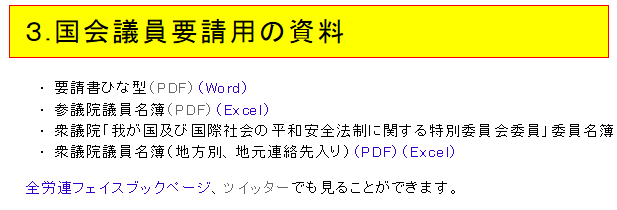 ３.国会議員要請用の資料
・ 要請書ひな型(PDF) (Word)
・ 参議院議員名簿(PDF) (Excel)
・ 衆議院「我が国及び国際社会の平和安全法制に関する特別委員会委員」委員名簿
・ 衆議院議員名簿(地方別、地元連絡先入り) (PDF) (Excel)
全労連フェイスブックページ、ツイッターでも見ることができます。